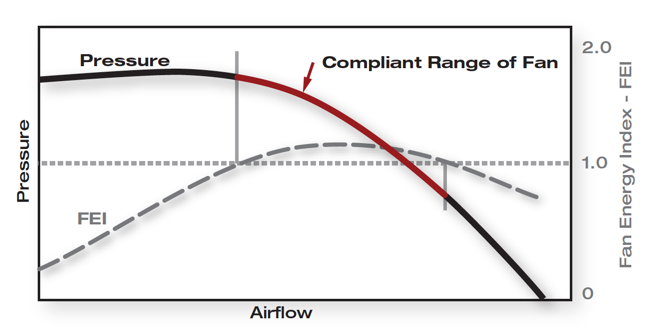 Pressure
Compliant Range of Fan
2.0
Pressure
1.0
Fan Energy Index - FEI
FEI
0
Airflow